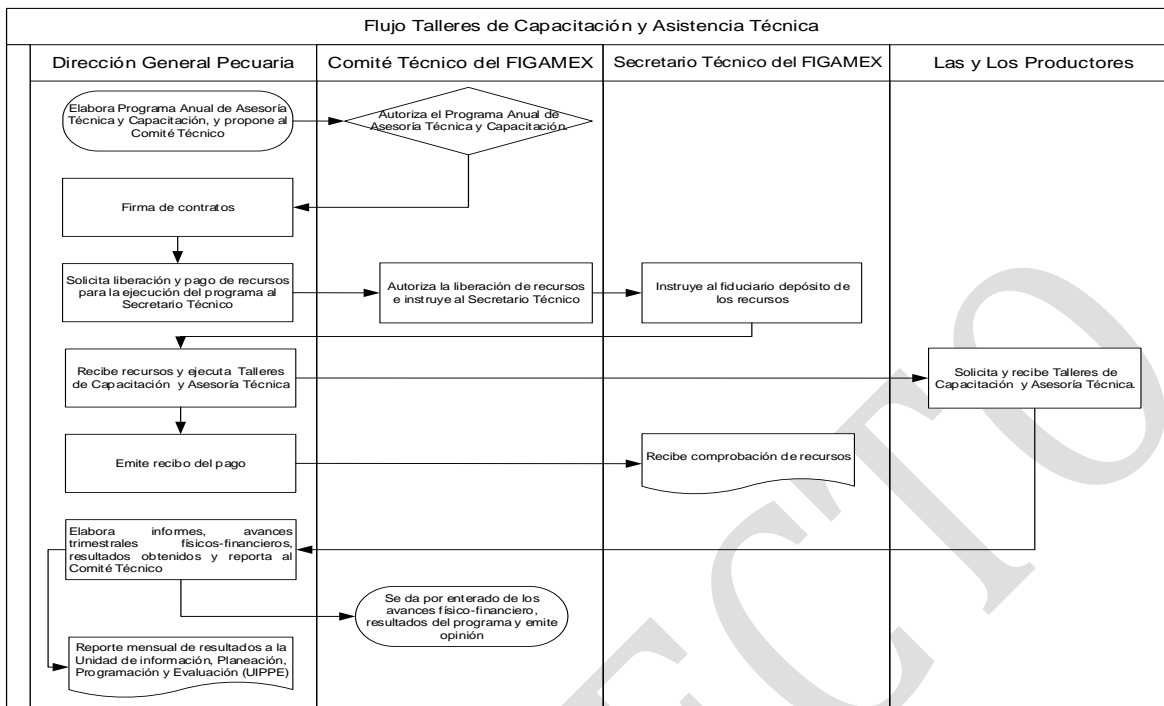 Flujo Talleres de Capacitación y Asistencia Técnica
Dirección General Pecuaria
Comité Técnico del FIGAMEX
Secretario Técnico del FIGAMEX
Las y Los Productores
Elabora Programa Anual de Asesoría
Técnica y Capacitación, y propone al
Comité Técnico
Autoriza el Programa Anual de
Asesoría Técnica y Capacitación.
Firma de contratos
Solicita liberación y pago de recursos
para la ejecución del programa al
Secretario Técnico
Autoriza la liberación de recursos
e instruye al Secretario Técnico
Instruye al fiduciario depósito de
los recursos
Recibe recursos y ejecuta Talleres
de Capacitación y Asesoría Técnica
Solicita y recibe Talleres de
Capacitación y Asesoría Técnica.
Emite recibo del pago
Recibe comprobación de recursos
Elabora informes, avances
trimestrales físicos-financieros,
resultados obtenidos y reporta al
Comité Técnico
Se da por enterado de los
avances físico-financiero,
resultados del programa y emite
opinión
Reporte mensual de resultados a la
Unidad de información, Planeación,
Programación y Evaluación (UIPPE)
ECTO